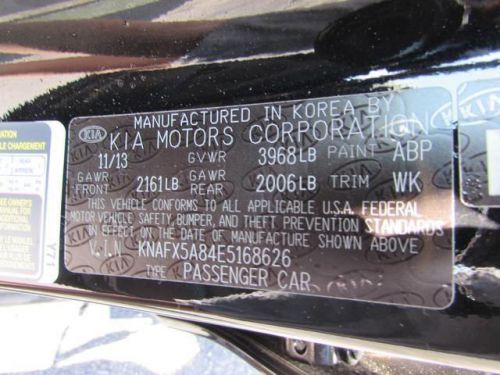 MANUFACTURED IN KOREA BY
KIA KIA MOTORS CORPORATION
11/13 GVWR 3968LB PAINT ABP
GAWR FRONT 2161LB GAWR REAR 2006LB TRIM WK
THIS VEHICLE CONFORMS TO ALL APPLICABLE U.S.A. FEDERAL
MOTOR VEHICLE SAFETY, BUMPER, AND THEFT PREVENTION STANDARDS
IN EFFECT ON THE DATE OF MANUFACTURE SHOWN ABOVE
V.I.N KNAFX5A84E5168626
TYPE PASSENGER CAR
Y71